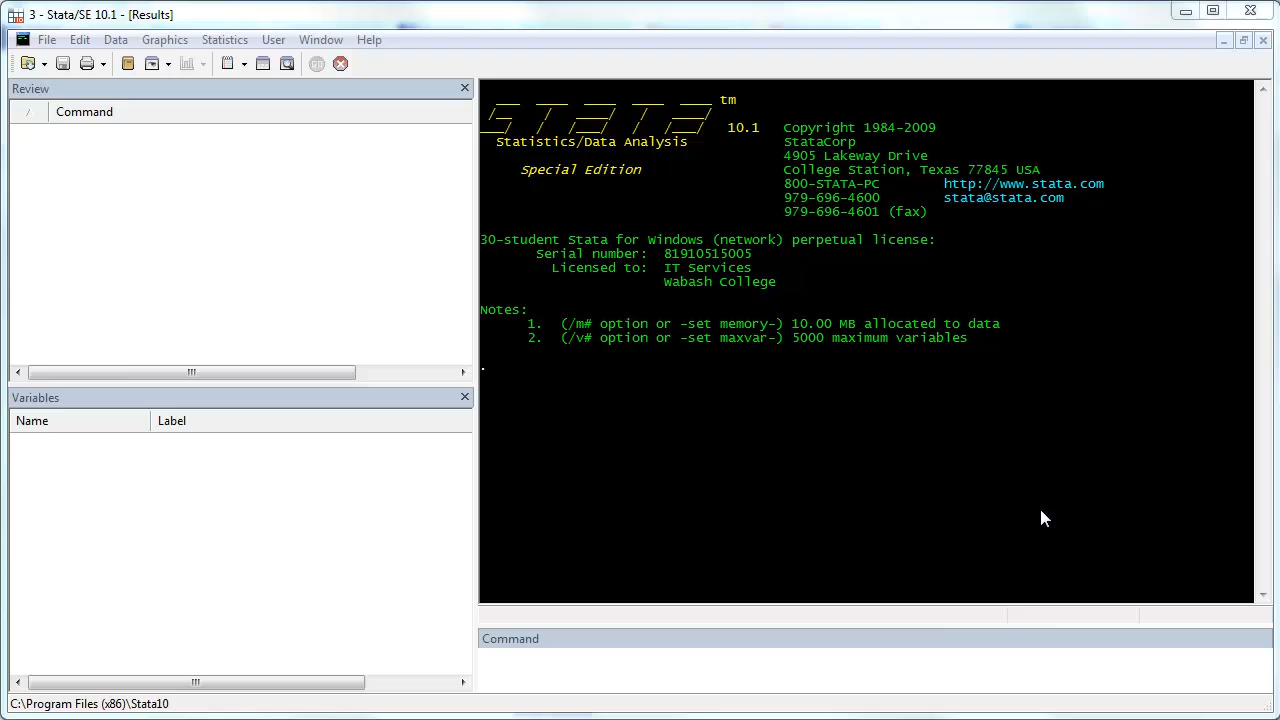 3 - Stata/SE 10.1 - [Results]
File Edit Data Graphics Statistics User Window Help
Review
/ Command
Variables
Name Label
tm
10.1 Copyright 1984-2009
Statistics/Data Analysis StataCorp
4905 Lakeway Drive
Special Edition College Station, Texas 77845 USA
800-STATA-PC http://www.stata.com
979-696-4600 stata@stata.com
979-696-4601 (fax)
30-student Stata for Windows (network) perpetual license:
Serial number: 81910515005
Licensed to: IT Services
Wabash College
Notes:
1. (/m# option or -set memory-) 10.00 MB allocated to data
2. (/v# option or -set maxvar-) 5000 maximum variables
.
Command
C:\Program Files (x86)\Stata10